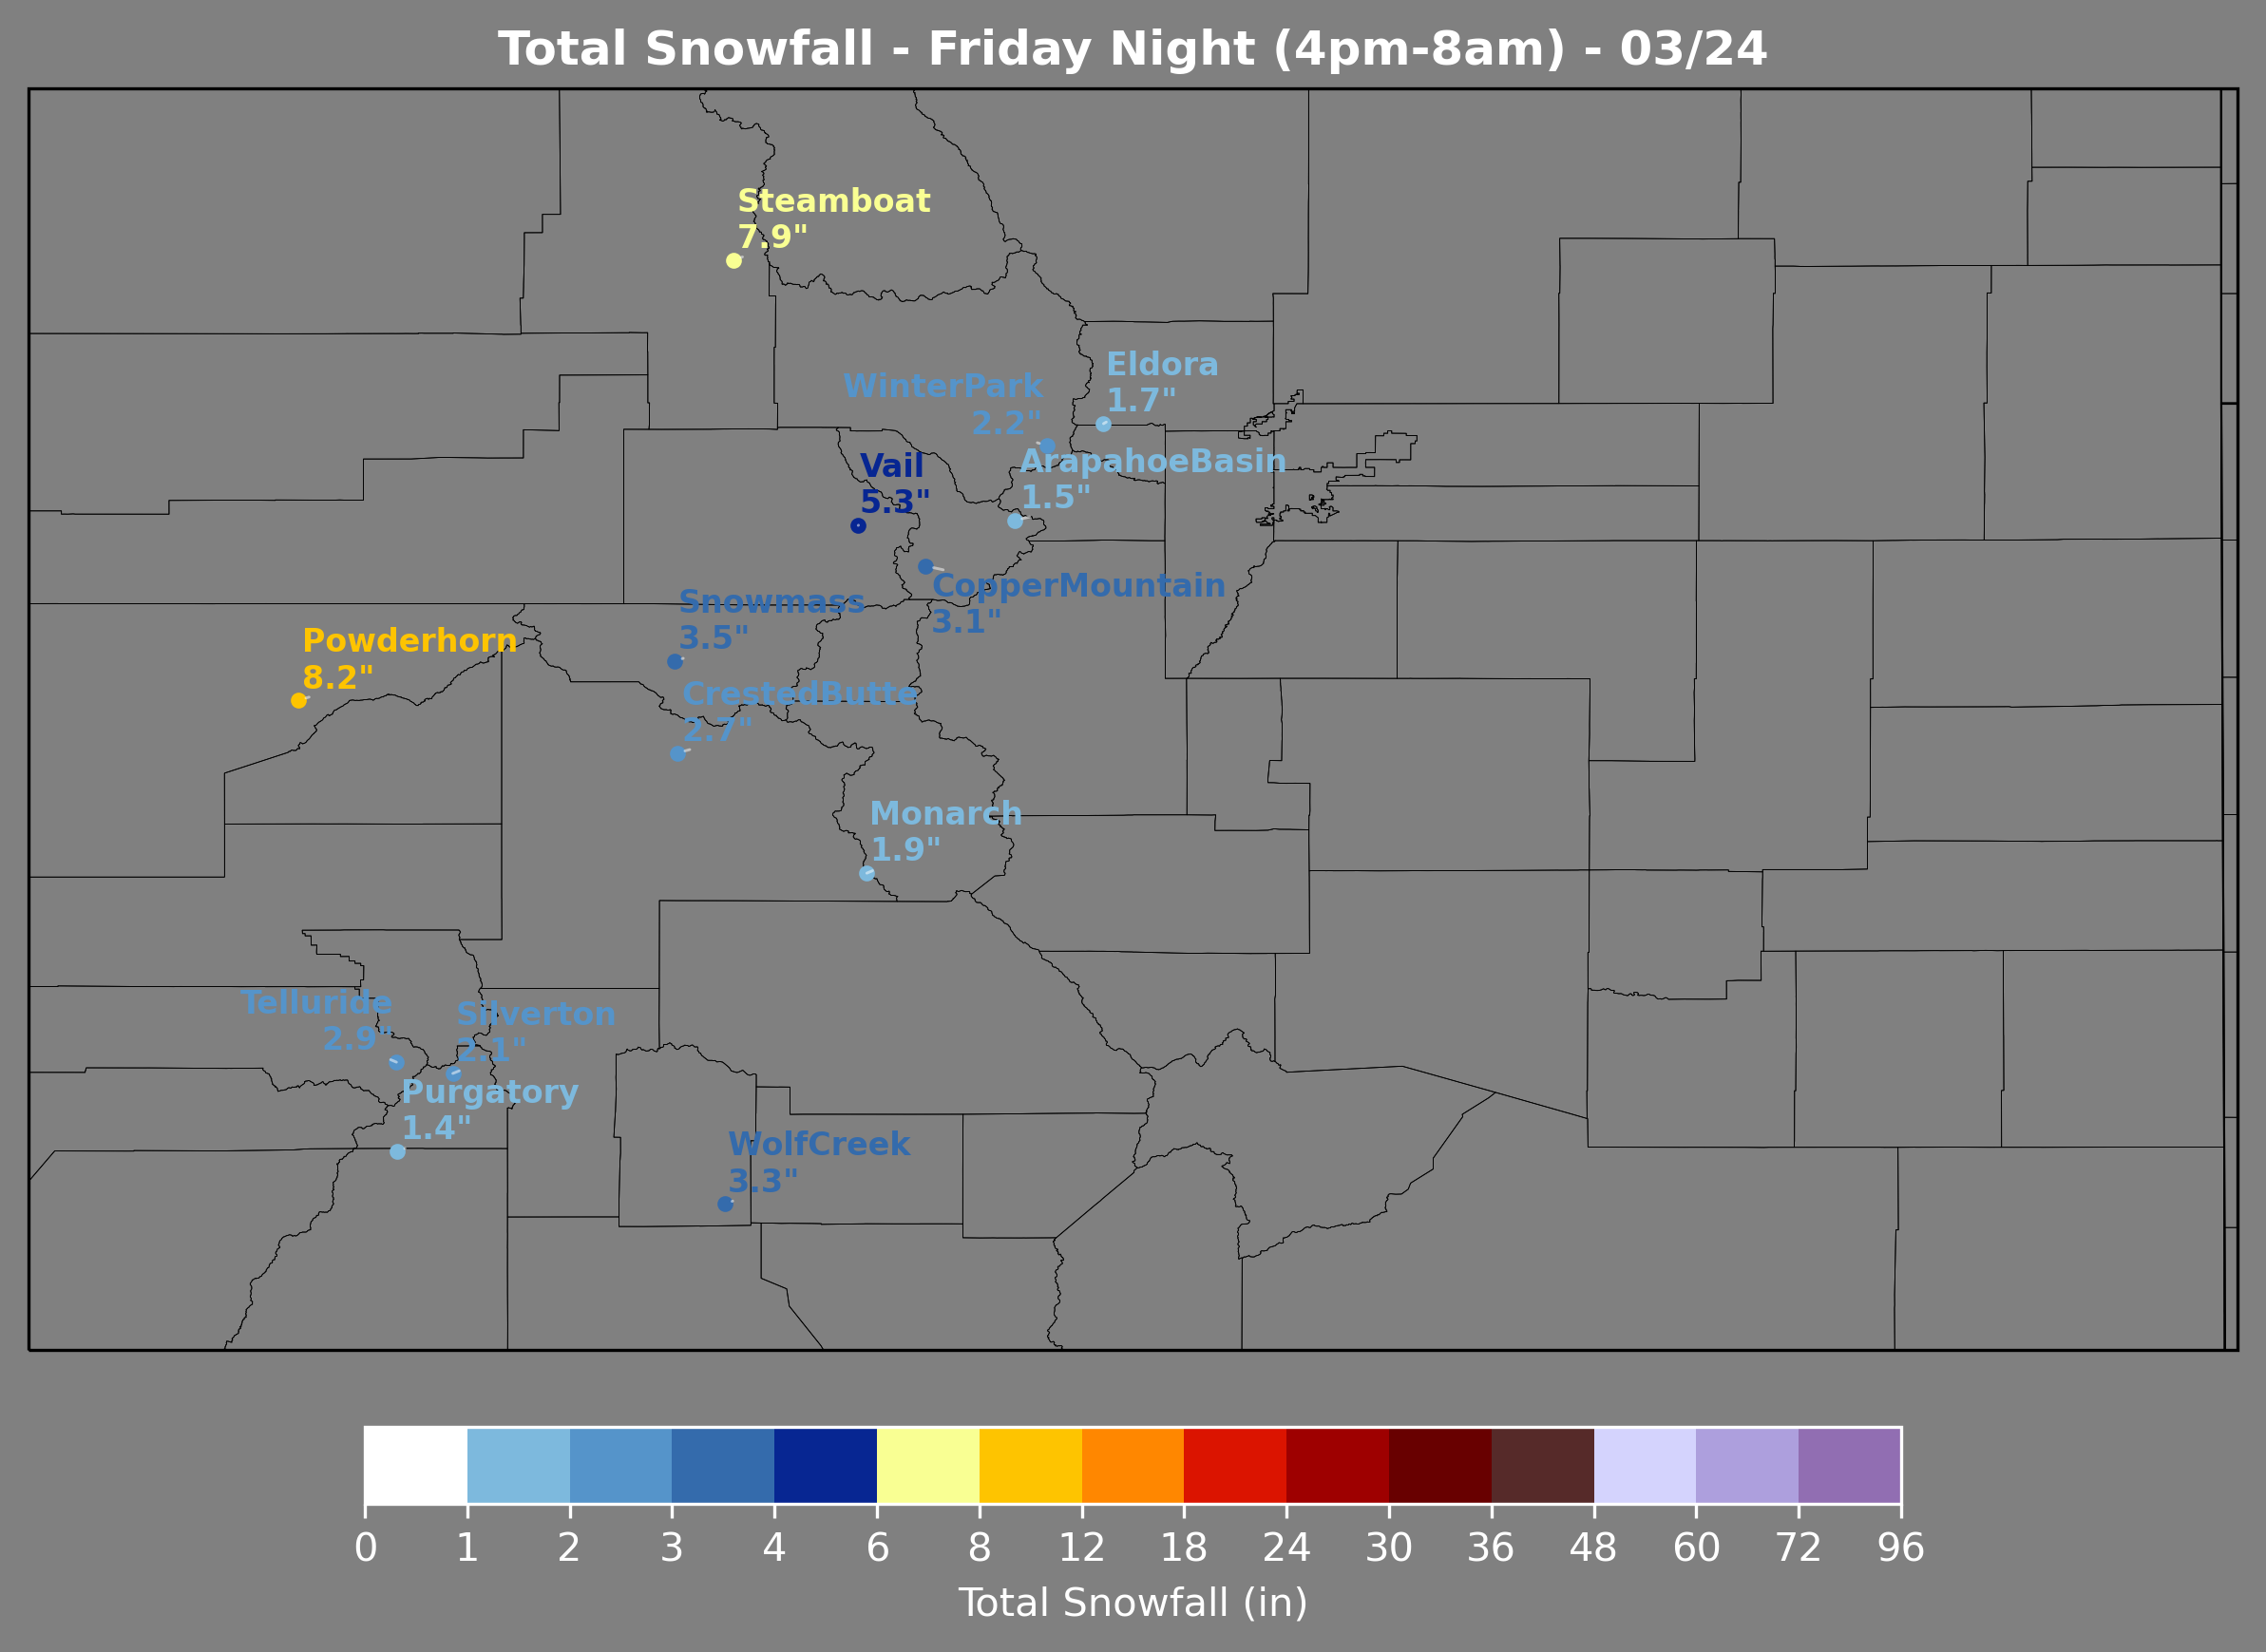 Total Snowfall - Friday Night (4pm-8am) - 03/24
Steamboat
7.9"
Eldora
1.7"
WinterPark
2.2"
ArapahoeBasin
1.5"
Vail
5.3"
CopperMountain
3.1"
Snowmass
3.5"
Powderhorn
8.2"
CrestedButte
2.7"
Monarch
1.9"
Telluride
2.9"
Silverton
2.1"
Purgatory
1.4"
WolfCreek
3.3"
0 1 2 3 4 6 8 12 18 24 30 36 48 60 72 96
Total Snowfall (in)